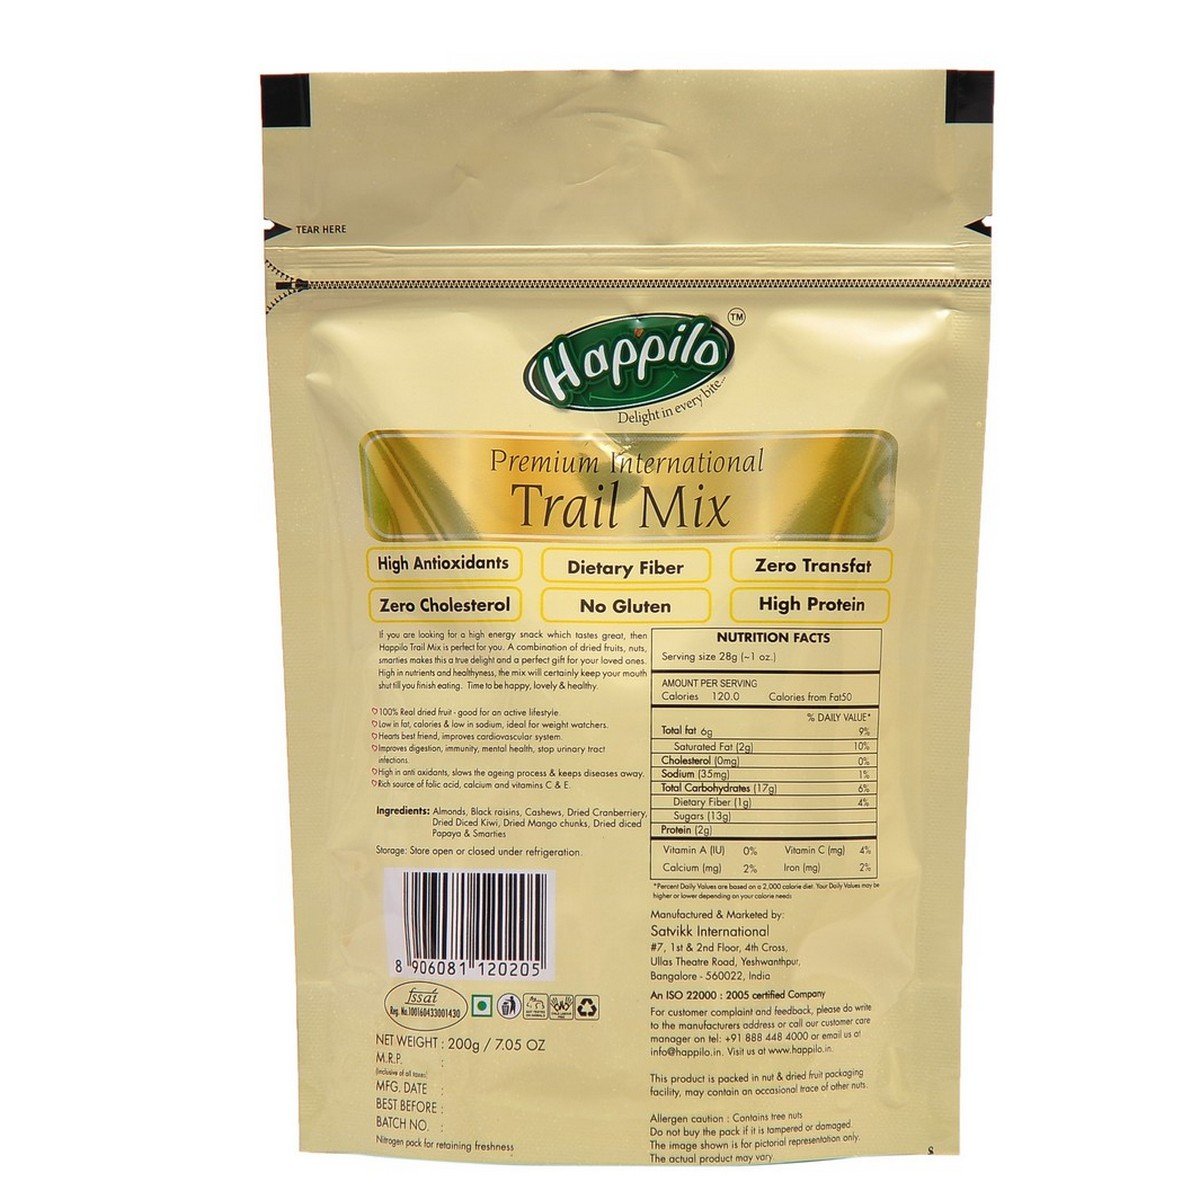 TEAR HERE
Happilo
TM
Delight in every bite...
Premium International
Trail Mix
High Antioxidants
Dietary Fiber
Zero Transfat
Zero Cholesterol
No Gluten
High Protein
If you are looking for a high energy snack which tastes great, then
Happilo Trail Mix is perfect for you. A combination of dried fruits, nuts,
smarties makes this a true delight and a perfect gift for your loved ones.
High in nutrients and healthyness, the mix will certainly keep your mouth
shut till you finish eating. Time to be happy, lovely & healthy.
100% Real dried fruit - good for an active lifestyle.
Low in fat, calories & low in sodium, ideal for weight watchers.
Hearts best friend, improves cardiovascular system.
Improves digestion, immunity, mental health, stop urinary tract
infections.
High in anti oxidants, slows the ageing process & keeps diseases away.
Rich source of folic acid, calcium and vitamins C & E.
Ingredients: Almonds, Black raisins, Cashews, Dried Cranberriery,
Dried Diced Kiwi, Dried Mango chunks, Dried diced
Papaya & Smarties
Storage: Store open or closed under refrigeration.
8 906081 120205
fssai
Reg. No.100160433001430
NET WEIGHT : 200g / 7.05 OZ
M.R.P. :
(Inclusive of all taxes)
MFG. DATE :
BEST BEFORE :
BATCH NO. :
Nitrogen pack for retaining freshness
NUTRITION FACTS
Serving size 28g (~1 oz.)
AMOUNT PER SERVING
Calories 120.0 Calories from Fat50
% DAILY VALUE*
Total fat 6g 9%
Saturated Fat (2g) 10%
Cholesterol (0mg) 0%
Sodium (35mg) 1%
Total Carbohydrates (17g) 6%
Dietary Fiber (1g) 4%
Sugars (13g)
Protein (2g)
Vitamin A (IU) 0% Vitamin C (mg) 4%
Calcium (mg) 2% Iron (mg) 2%
*Percent Daily Values are based on a 2,000 calorie diet. Your Daily Values may be
higher or lower depending on your calorie needs
Manufactured & Marketed by:
Satvikk International
#7, 1st & 2nd Floor, 4th Cross,
Ullas Theatre Road, Yeshwanthpur,
Bangalore - 560022, India
An ISO 22000 : 2005 certified Company
For customer complaint and feedback, please do write
to the manufacturers address or call our customer care
manager on tel: +91 888 448 4000 or email us at
info@happilo.in. Visit us at www.happilo.in.
This product is packed in nut & dried fruit packaging
facility, may contain an occasional trace of other nuts.
Allergen caution : Contains tree nuts
Do not buy the pack if it is tampered or damaged.
The image shown is for pictorial representation only.
The actual product may vary